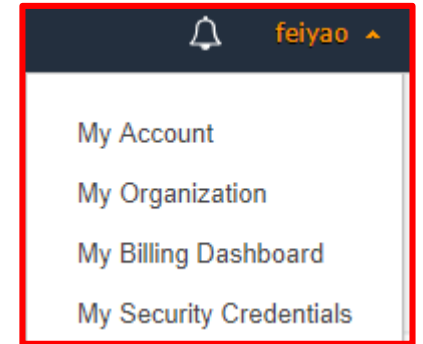 feiyao
My Account
My Organization
My Billing Dashboard
My Security Credentials